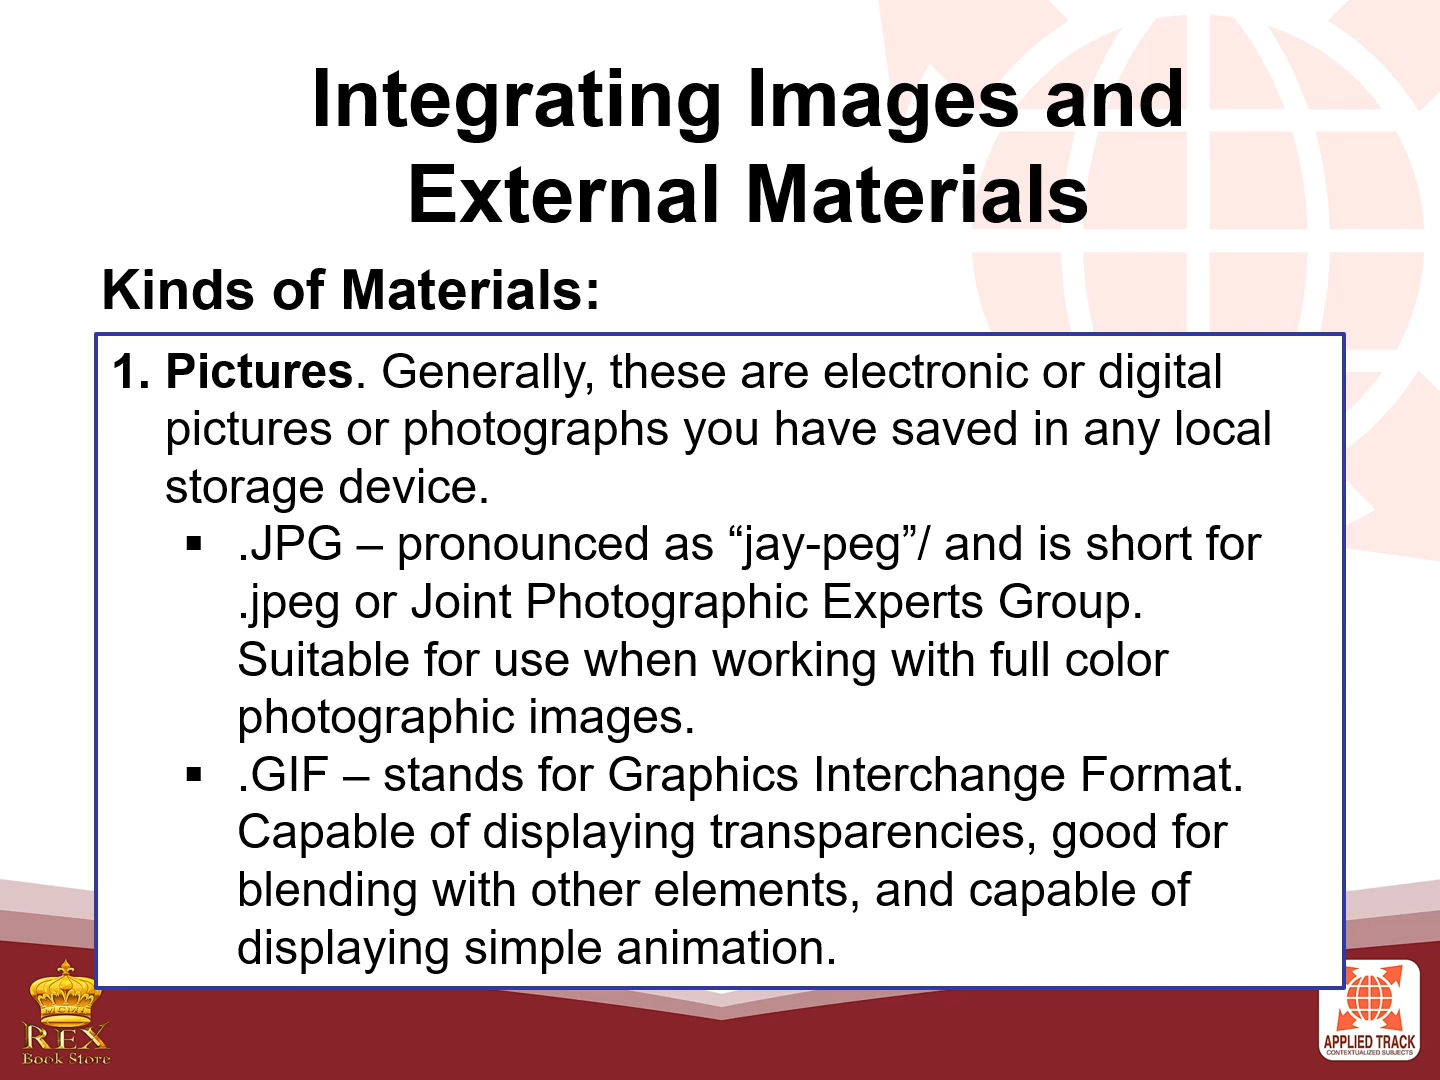 Integrating Images and
External Materials
Kinds of Materials:
1. Pictures. Generally, these are electronic or digital
pictures or photographs you have saved in any local
storage device.
▪ .JPG – pronounced as “jay-peg”/ and is short for
.jpeg or Joint Photographic Experts Group.
Suitable for use when working with full color
photographic images.
▪ .GIF – stands for Graphics Interchange Format.
Capable of displaying transparencies, good for
blending with other elements, and capable of
displaying simple animation.
REX
Book Store
APPLIED TRACK
CONTEXTUALIZED SUBJECTS